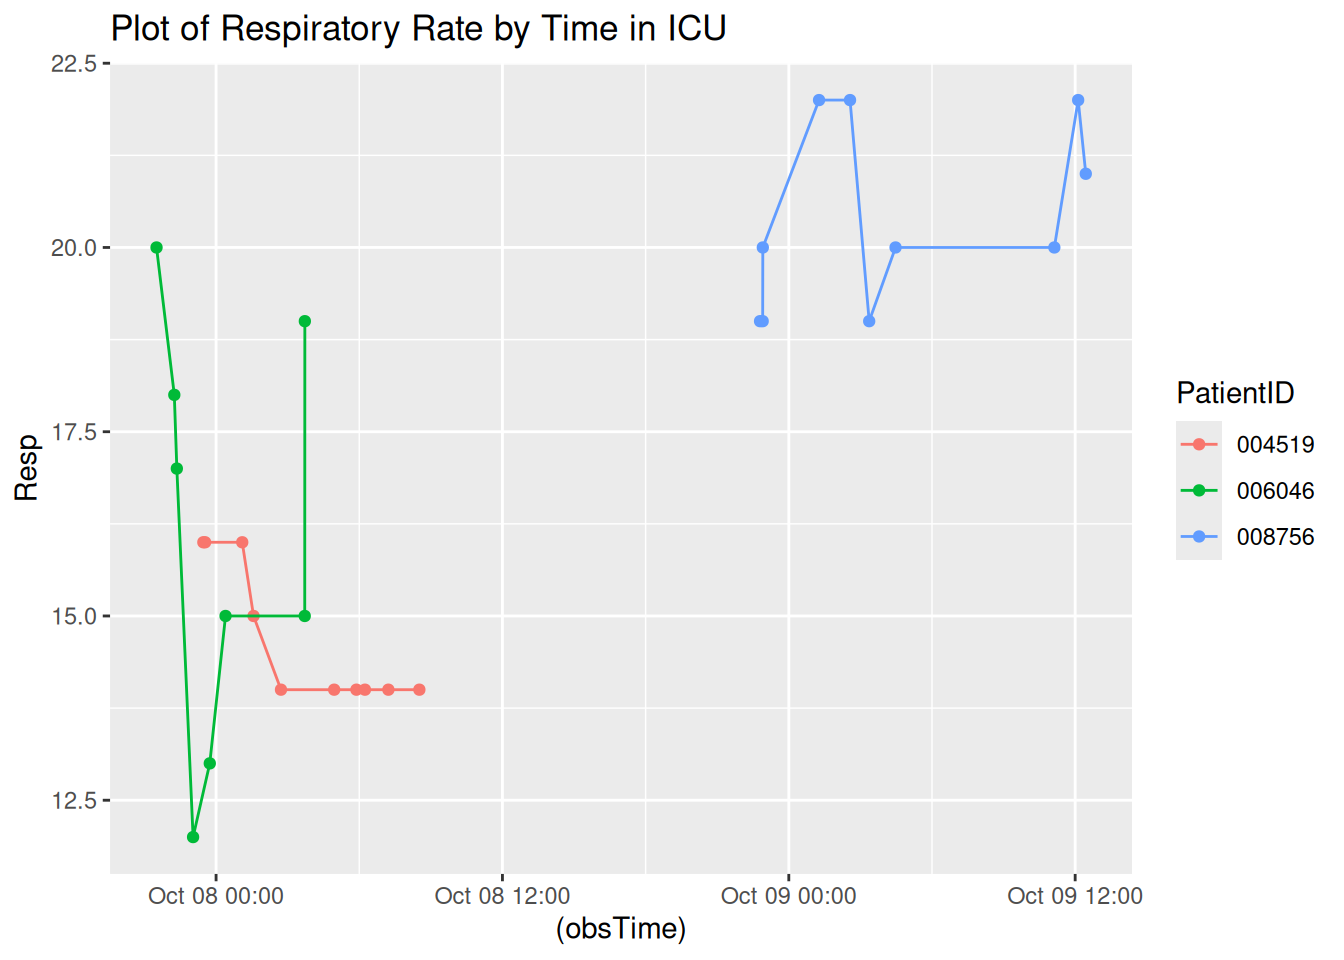 Plot of Respiratory Rate by Time in ICU
22.5
20.0
17.5
15.0
12.5
Resp
Oct 08 00:00
Oct 08 12:00
Oct 09 00:00
Oct 09 12:00
(obsTime)
PatientID
004519
006046
008756